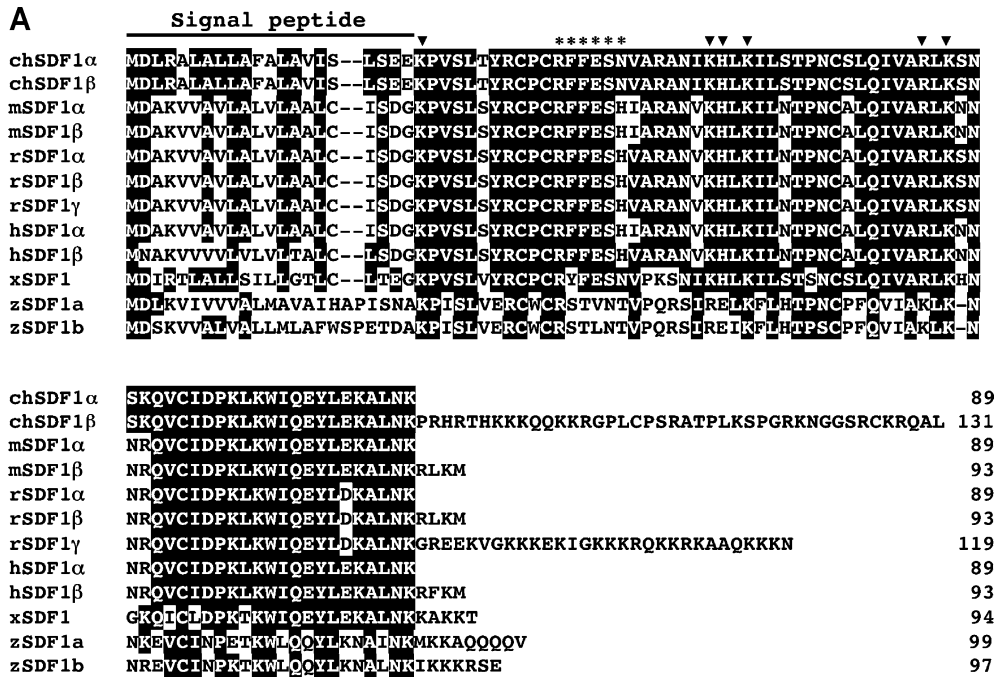 A
Signal peptide
▼ ****** ▼▼ ▼ ▼ ▼
chSDF1α MDLRALALLAFALAVIS--LSEEKPVSLTYRCPCRFFESNVARANIKHLKILSTPNCSLQIVARLKSN
chSDF1β MDLRALALLAFALAVIS--LSEEKPVSLTYRCPCRFFESNVARANIKHLKILSTPNCSLQIVARLKSN
mSDF1α MDAKVVAVLALVLAALC--ISDGKPVSLSYRCPCRFFESHIARANVKHLKILNTPNCALQIVARLKNN
mSDF1β MDAKVVAVLALVLAALC--ISDGKPVSLSYRCPCRFFESHIARANVKHLKILNTPNCALQIVARLKNN
rSDF1α MDAKVVAVLALVLAALC--ISDGKPVSLSYRCPCRFFESHVARANVKHLKILNTPNCALQIVARLKSN
rSDF1β MDAKVVAVLALVLAALC--ISDGKPVSLSYRCPCRFFESHVARANVKHLKILNTPNCALQIVARLKSN
rSDF1γ MDAKVVAVLALVLAALC--ISDGKPVSLSYRCPCRFFESHVARANVKHLKILNTPNCALQIVARLKSN
hSDF1α MDAKVVAVLALVLAALC--ISDGKPVSLSYRCPCRFFESHIARANVKHLKILNTPNCALQIVARLKNN
hSDF1β MNAKVVVVLVLVLTALC--LSDGKPVSLSYRCPCRFFESHVARANVKHLKILNTPNCALQIVARLKNN
xSDF1 MDIRTLALLSILLGTLC--LTEGKPVSLVYRCPCRYFESNVPKSNIKHLKILSTSNCSLQIVARLKHN
zSDF1a MDLKVIVVVALMAVAIHAPISNAKPISLVERCWCRSTVNTVPQRSIRELKFLHTPNCPFQVIAKLK-N
zSDF1b MDSKVVALVALLMLAFWSPETDAKPISLVERCWCRSTLNTVPQRSIREIKFLHTPSCPFQVIAKLK-N
chSDF1α SKQVCIDPKLKWIQEYLEKALNK 89
chSDF1β SKQVCIDPKLKWIQEYLEKALNKPRHRTHKKKQQKKRGPLCPSRATPLKSPGRKNGGSRCKRQAL 131
mSDF1α NRQVCIDPKLKWIQEYLEKALNK 89
mSDF1β NRQVCIDPKLKWIQEYLEKALNKRLKM 93
rSDF1α NRQVCIDPKLKWIQEYLDKALNK 89
rSDF1β NRQVCIDPKLKWIQEYLDKALNKRLKM 93
rSDF1γ NRQVCIDPKLKWIQEYLDKALNKGREEKVGKKKEKIGKKKRQKKRKAAQKKKN 119
hSDF1α NRQVCIDPKLKWIQEYLEKALNK 89
hSDF1β NRQVCIDPKLKWIQEYLEKALNKRFKM 93
xSDF1 GKQICLDPKTKWIQEYLEKALNKKAKKT 94
zSDF1a NKEVCINPETKWLQQYLKNAINKMKKAQQQQV 99
zSDF1b NREVCINPKTKWLQQYLKNALNKIKKKRSE 97